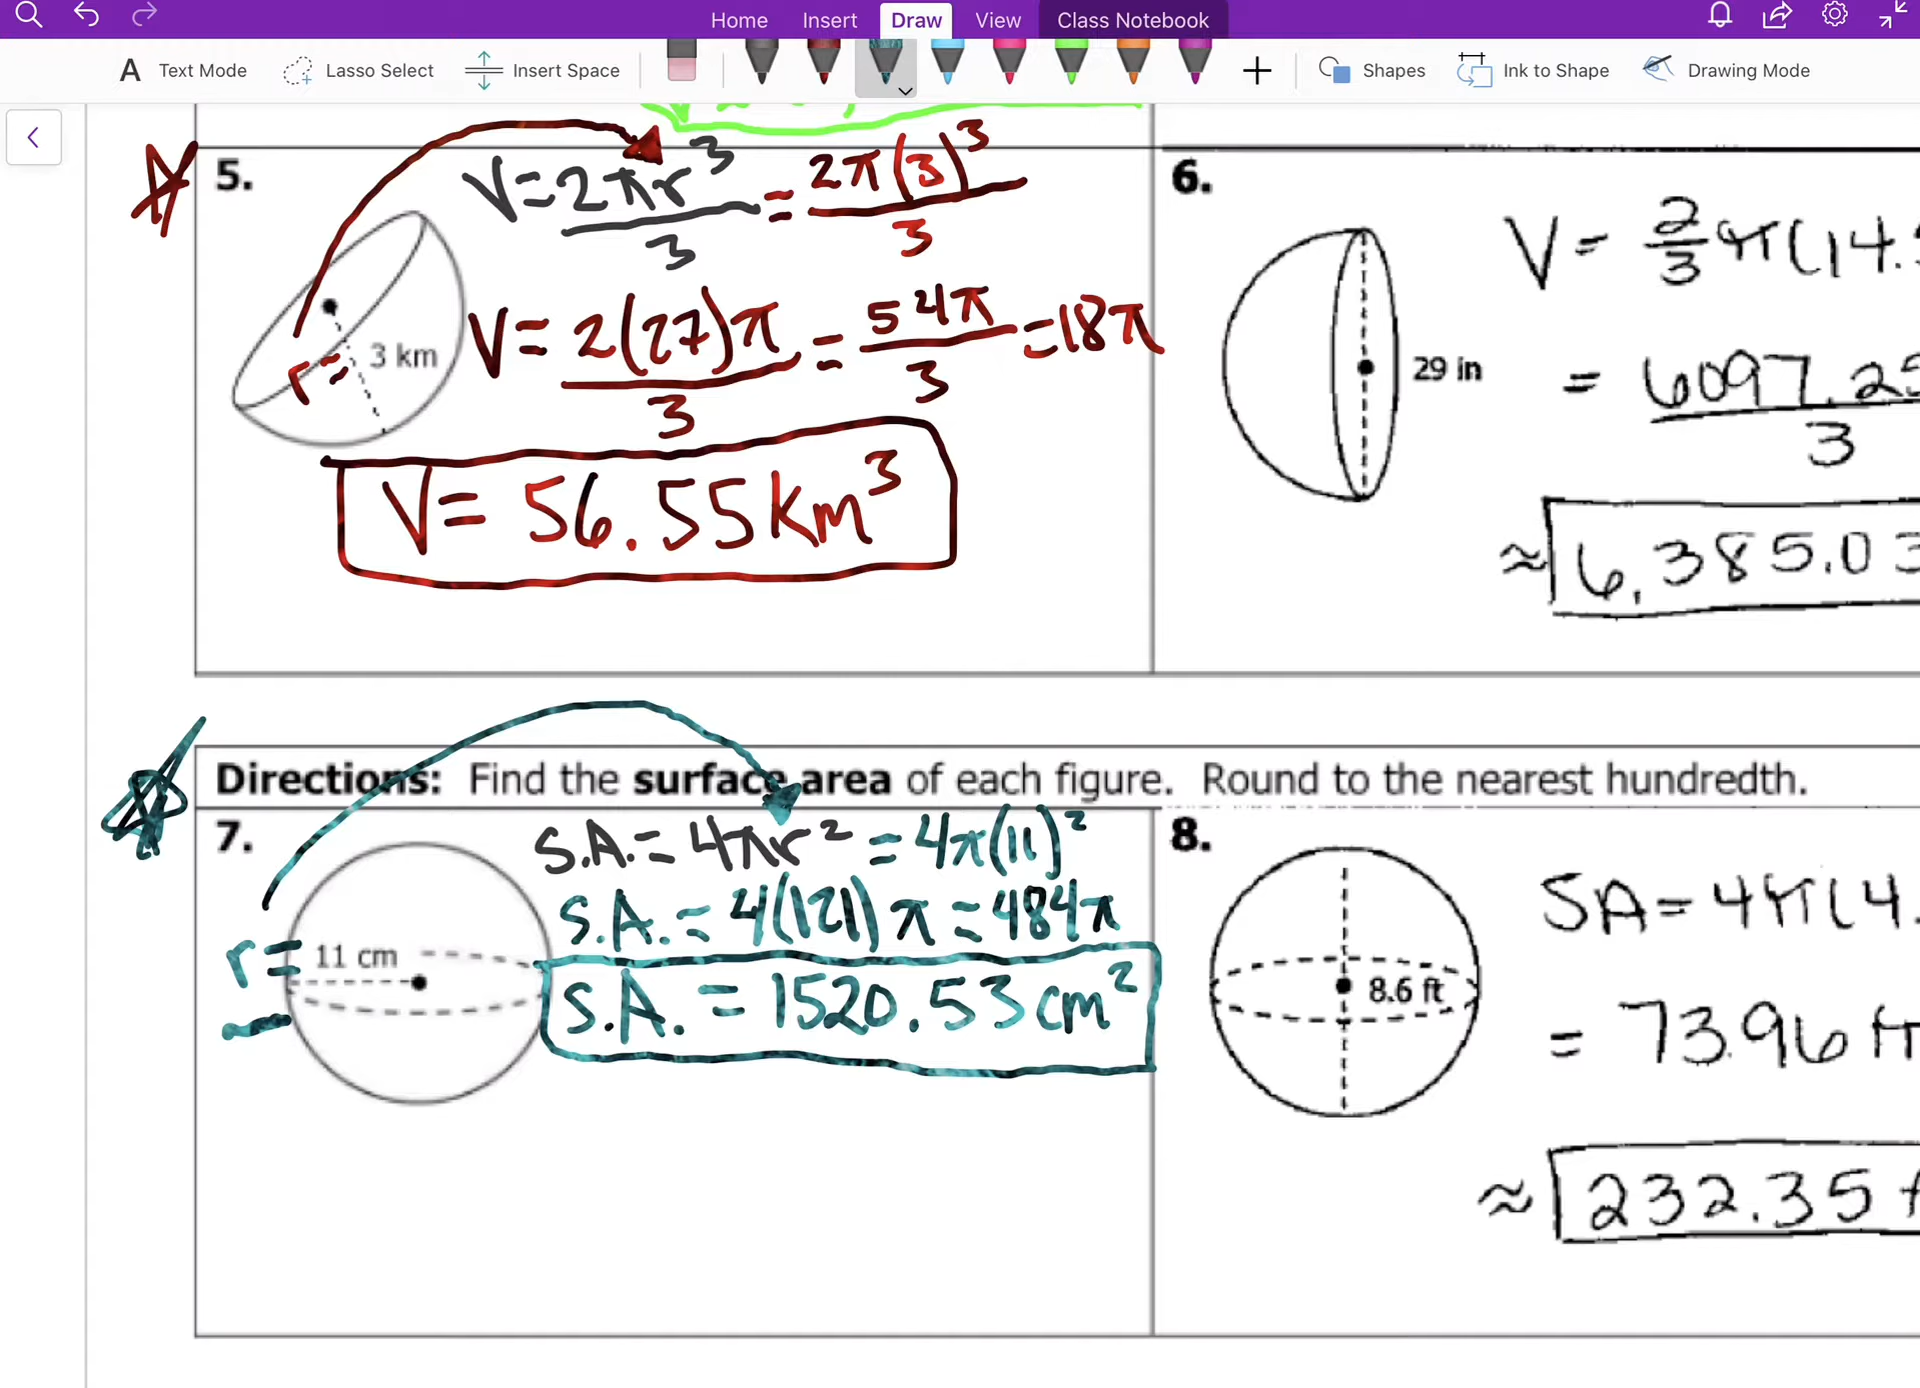 Home Insert Draw View Class Notebook
A Text Mode Lasso Select Insert Space Shapes Ink to Shape Drawing Mode
5.
V=2πr³/3 = 2π(3)³/3
r= 3 km
V= 2(27)π/3 = 54π/3 =18π
V= 56.55 km³
6.
V= 2/3 π(14.
29 in
= 6097.25/3
≈ 6,385.03
Directions: Find the surface area of each figure. Round to the nearest hundredth.
7.
S.A.= 4πr² = 4π(11)²
S.A. = 4(121)π = 484π
r= 11 cm
S.A. = 1520.53 cm²
8.
SA= 4π(4.
8.6 ft
= 73.96
≈ 232.35